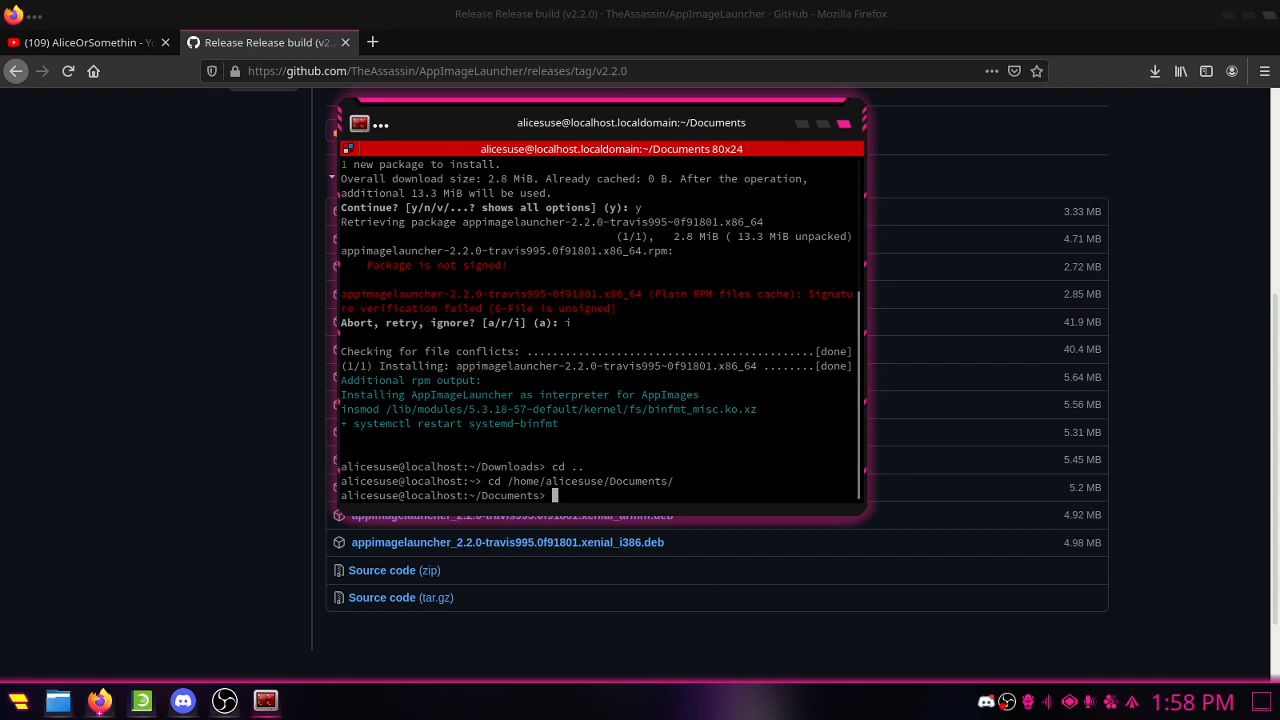 Release Release build (v2.2.0) · TheAssassin/AppImageLauncher · GitHub - Mozilla Firefox
(109) AliceOrSomethin - Yo
Release Release build (v2.2
https://github.com/TheAssassin/AppImageLauncher/releases/tag/v2.2.0
alicesuse@localhost.localdomain:~/Documents
alicesuse@localhost.localdomain:~/Documents 80x24
1 new package to install.
Overall download size: 2.8 MiB. Already cached: 0 B. After the operation,
additional 13.3 MiB will be used.
Continue? [y/n/v/...? shows all options] (y): y
Retrieving package appimagelauncher-2.2.0-travis995~0f91801.x86_64
(1/1),   2.8 MiB ( 13.3 MiB unpacked)
appimagelauncher-2.2.0-travis995.0f91801.x86_64.rpm:
Package is not signed!
appimagelauncher-2.2.0-travis995~0f91801.x86_64 (Plain RPM files cache): Signatu
re verification failed [6-File is unsigned]
Abort, retry, ignore? [a/r/i] (a): i
Checking for file conflicts: ............................................[done]
(1/1) Installing: appimagelauncher-2.2.0-travis995~0f91801.x86_64 ........[done]
Additional rpm output:
Installing AppImageLauncher as interpreter for AppImages
insmod /lib/modules/5.3.18-57-default/kernel/fs/binfmt_misc.ko.xz
+ systemctl restart systemd-binfmt
alicesuse@localhost:~/Downloads> cd ..
alicesuse@localhost:~> cd /home/alicesuse/Documents/
alicesuse@localhost:~/Documents>
3.33 MB
4.71 MB
2.72 MB
2.85 MB
41.9 MB
40.4 MB
5.64 MB
5.56 MB
5.31 MB
5.45 MB
5.2 MB
appimagelauncher_2.2.0-travis995.0f91801.xenial_armhf.deb
4.92 MB
appimagelauncher_2.2.0-travis995.0f91801.xenial_i386.deb
4.98 MB
Source code (zip)
Source code (tar.gz)
1:58 PM